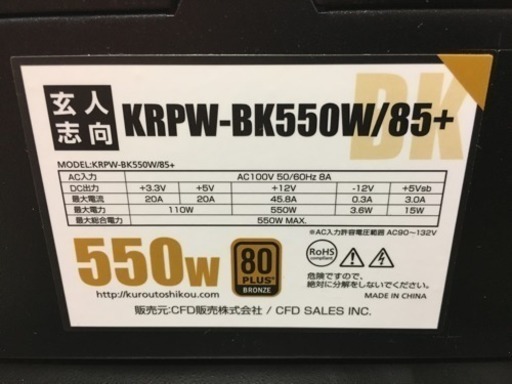 玄人
志向
KRPW-BK550W/85+
BK
MODEL:KRPW-BK550W/85+
AC入力 AC100V 50/60Hz 8A
DC出力 +3.3V +5V +12V -12V +5Vsb
最大電流 20A 20A 45.8A 0.3A 3.0A
最大電力 110W 550W 3.6W 15W
最大総合電力 550W MAX.
※AC入力許容電圧範囲 AC90〜132V
550W
80
PLUS
BRONZE
RoHS
compliant
危険ですので、
絶対に分解をしないでください。
http://kuroutoshikou.com/
MADE IN CHINA
販売元:CFD販売株式会社 / CFD SALES INC.